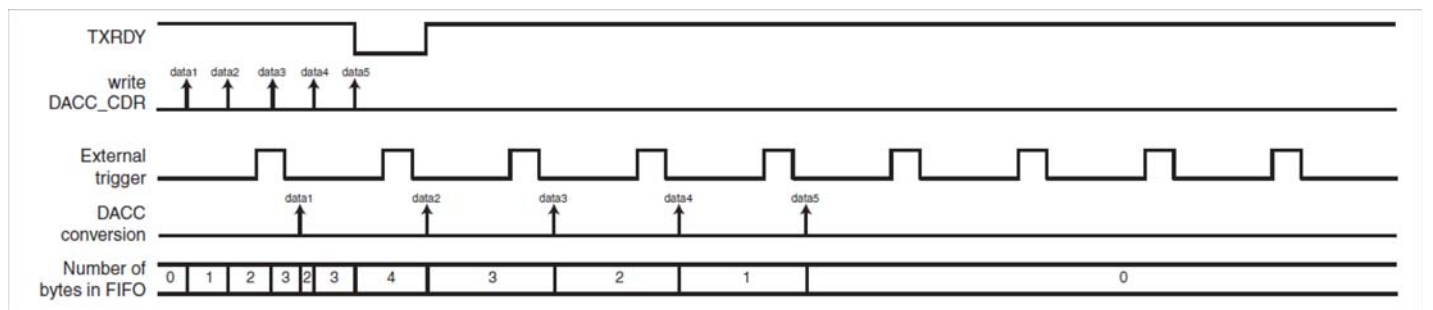 TXRDY
data1 data2 data3 data4 data5
write
DACC_CDR
External
trigger
data1 data2 data3 data4 data5
DACC
conversion
Number of
bytes in FIFO
0 1 2 3 2 3 4 3 2 1 0